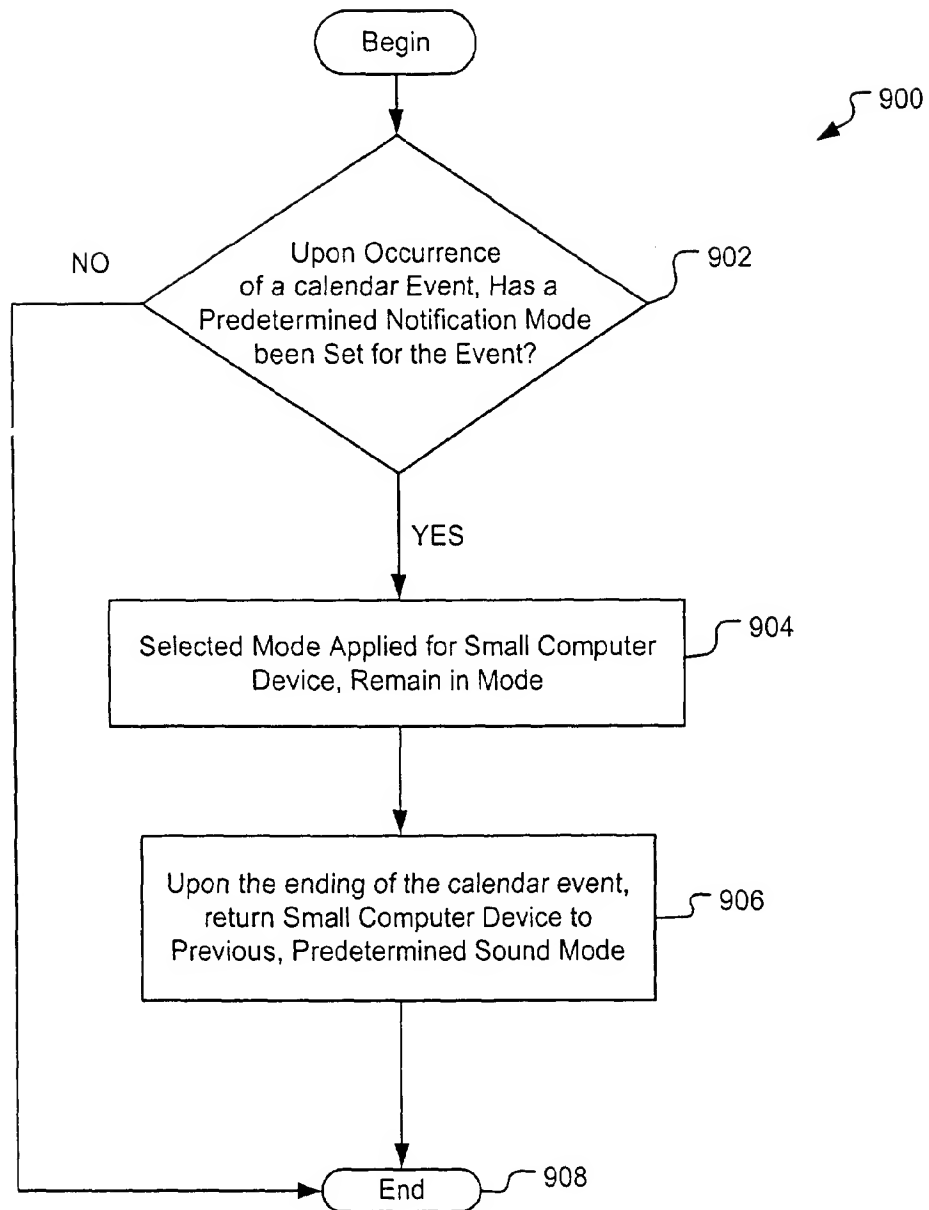 Begin
900
Upon Occurrence
of a calendar Event, Has a
Predetermined Notification Mode
been Set for the Event?
902
NO
YES
Selected Mode Applied for Small Computer
Device, Remain in Mode
904
Upon the ending of the calendar event,
return Small Computer Device to
Previous, Predetermined Sound Mode
906
End
908